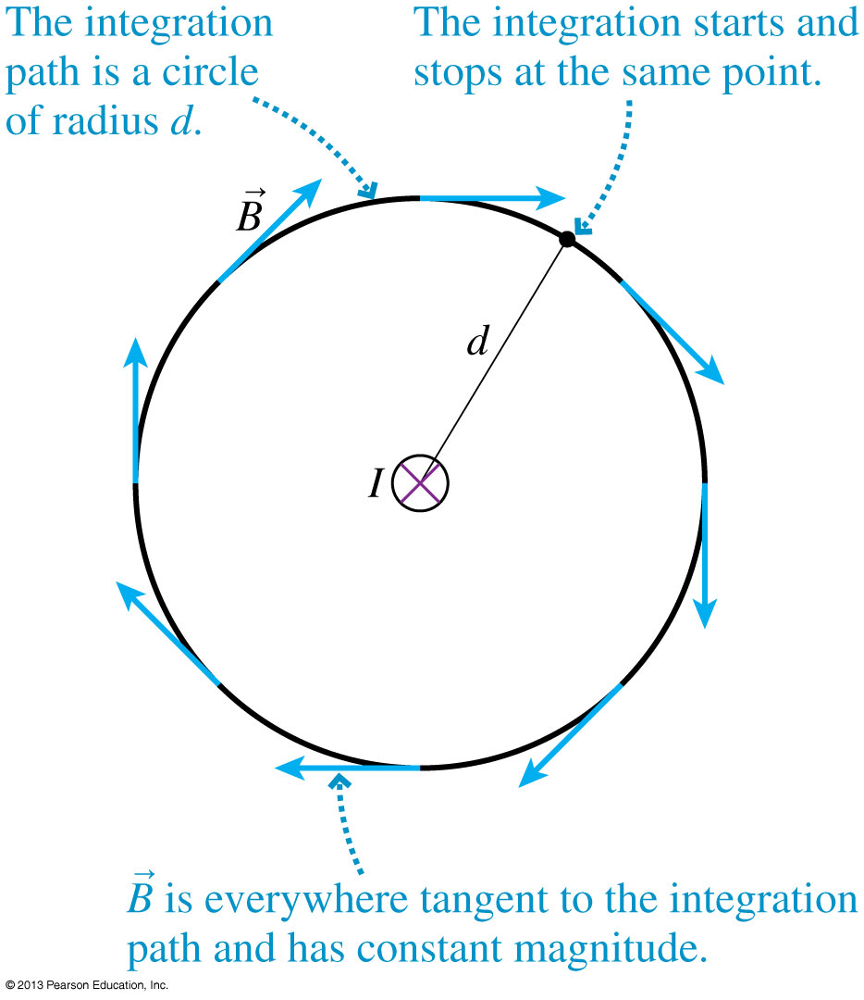 The integration
path is a circle
of radius d.
The integration starts and
stops at the same point.
B⃗
d
I
B⃗ is everywhere tangent to the integration
path and has constant magnitude.
© 2013 Pearson Education, Inc.